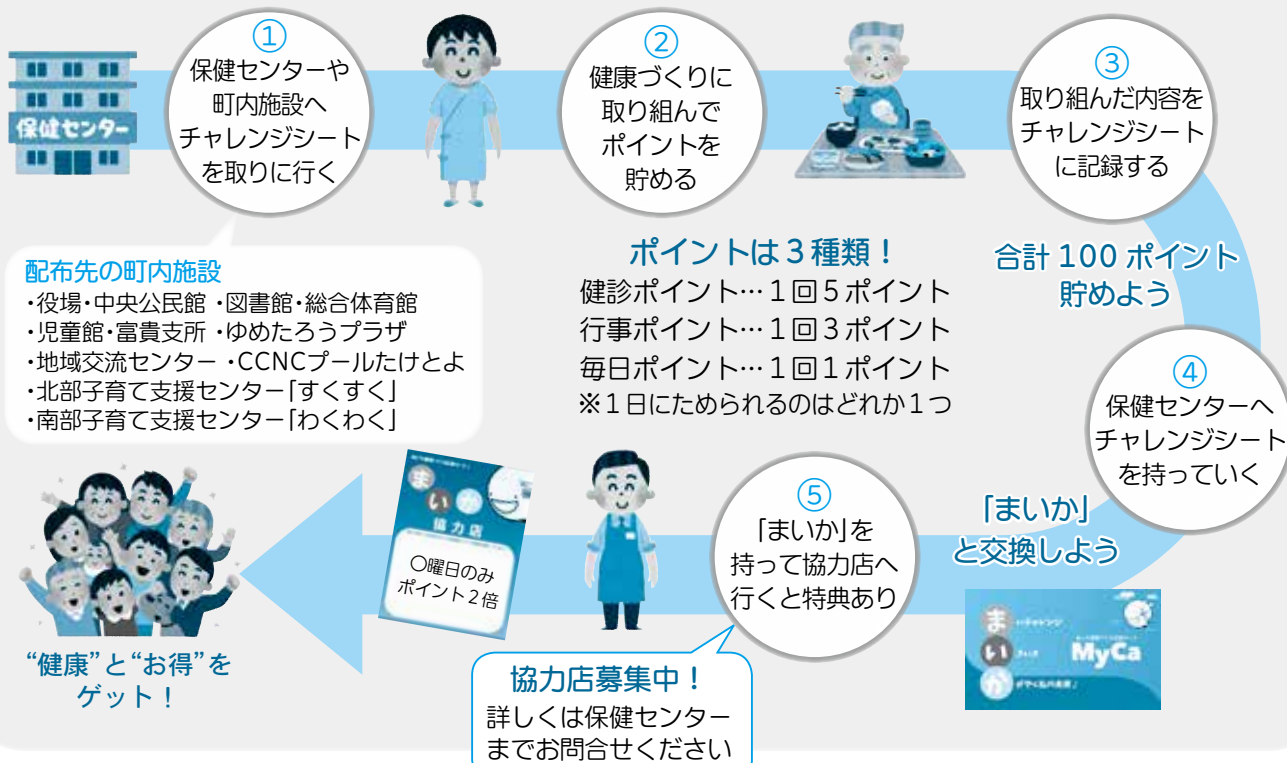 保健センター
①
保健センターや
町内施設へ
チャレンジシート
を取りに行く
②
健康づくりに
取り組んで
ポイントを
貯める
③
取り組んだ内容を
チャレンジシート
に記録する
配布先の町内施設
・役場・中央公民館 ・図書館・総合体育館
・児童館・富貴支所 ・ゆめたろうプラザ
・地域交流センター ・CCNCプールたけとよ
・北部子育て支援センター「すくすく」
・南部子育て支援センター「わくわく」
ポイントは3種類！
健診ポイント…1回5ポイント
行事ポイント…1回3ポイント
毎日ポイント…1回1ポイント
※1日にためられるのはどれか1つ
合計100ポイント
貯めよう
④
保健センターへ
チャレンジシート
を持っていく
「まいか」
と交換しよう
まいか
MyCa
⑤
「まいか」を
持って協力店へ
行くと特典あり
協力店募集中！
詳しくは保健センター
までお問合せください
まいか
協力店
〇曜日のみ
ポイント2倍
“健康”と“お得”を
ゲット！